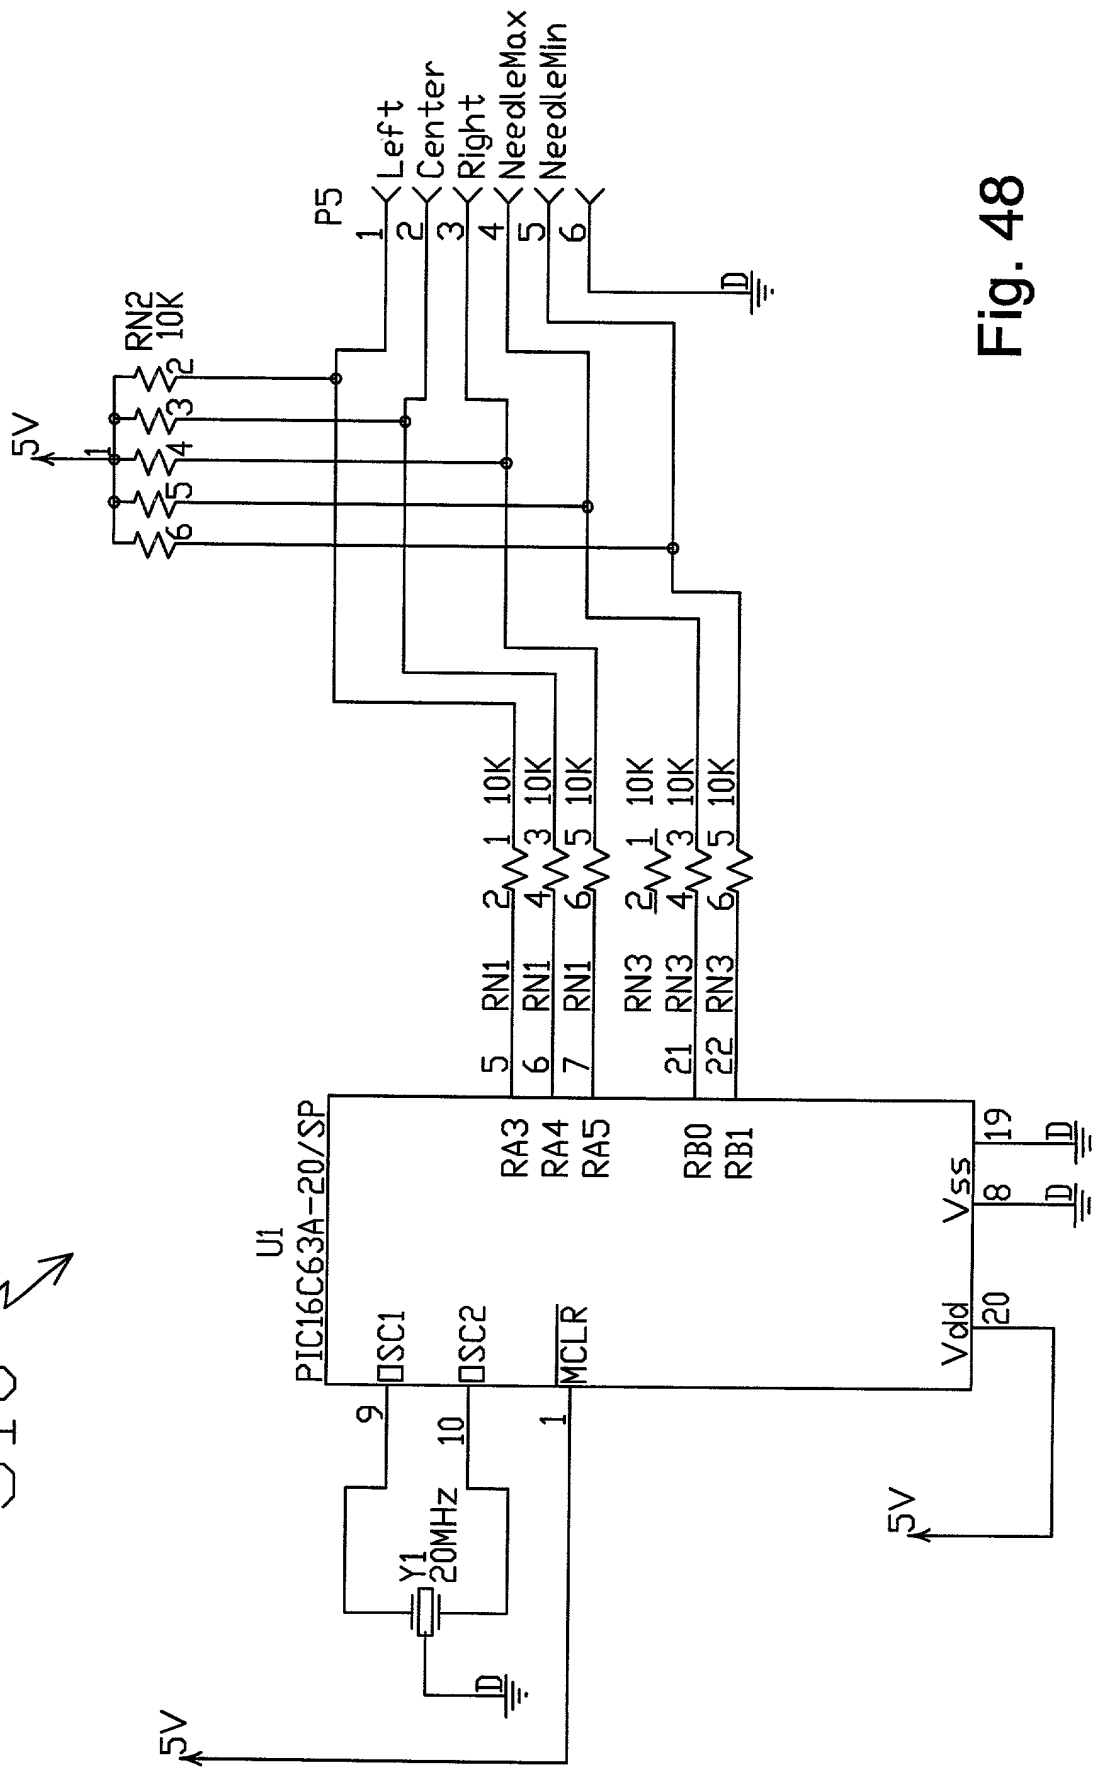 5V
1
RN2
10K
6
5
4
3
2
P5
1
Left
2
Center
3
Right
4
NeedleMax
5
NeedleMin
6
D
5
RN1
2
1
10K
6
RN1
4
3
10K
7
RN1
6
5
10K
RN3
2
1
10K
21
RN3
4
3
10K
22
RN3
6
5
10K
U1
PIC16C63A-20/SP
OSC1
OSC2
MCLR
RA3
RA4
RA5
RB0
RB1
Vdd
Vss
9
10
1
20
8
19
D
D
Y1
20MHz
D
5V
5V
Fig. 48